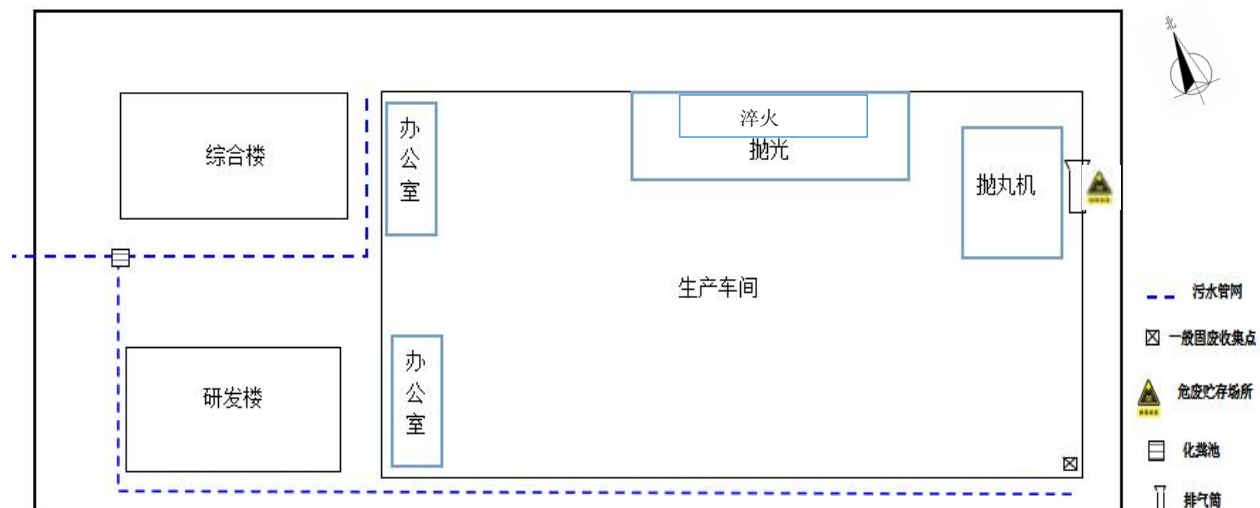 北
综合楼
办公室
淬火
抛光
抛丸机
生产车间
研发楼
办公室
污水管网
一般固废收集点
危废贮存场所
化粪池
排气筒